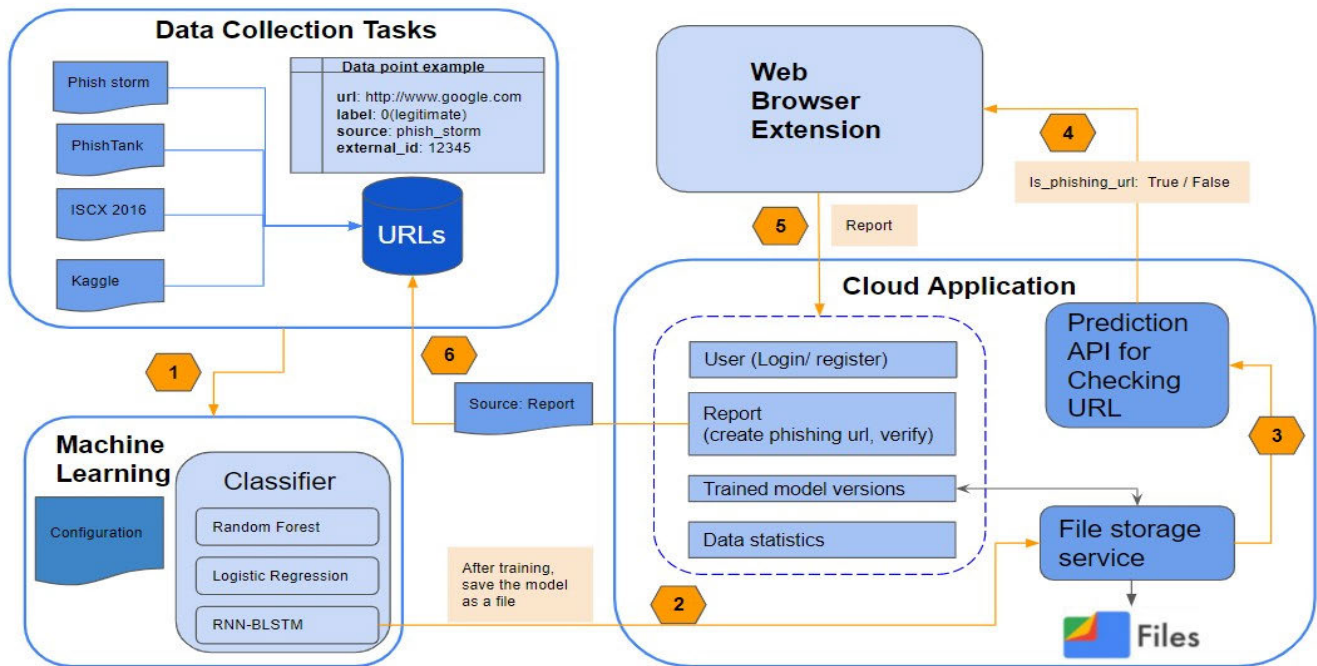 Data Collection Tasks
Phish storm
PhishTank
ISCX 2016
Kaggle
Data point example
url: http://www.google.com
label: 0(legitimate)
source: phish_storm
external_id: 12345
URLs
Web
Browser
Extension
4
Is_phishing_url: True / False
5
Report
1
6
Source: Report
Machine
Learning
Configuration
Classifier
Random Forest
Logistic Regression
RNN-BLSTM
After training,
save the model
as a file
2
Cloud Application
User (Login/ register)
Report
(create phishing url, verify)
Trained model versions
Data statistics
Prediction
API for
Checking
URL
3
File storage
service
Files